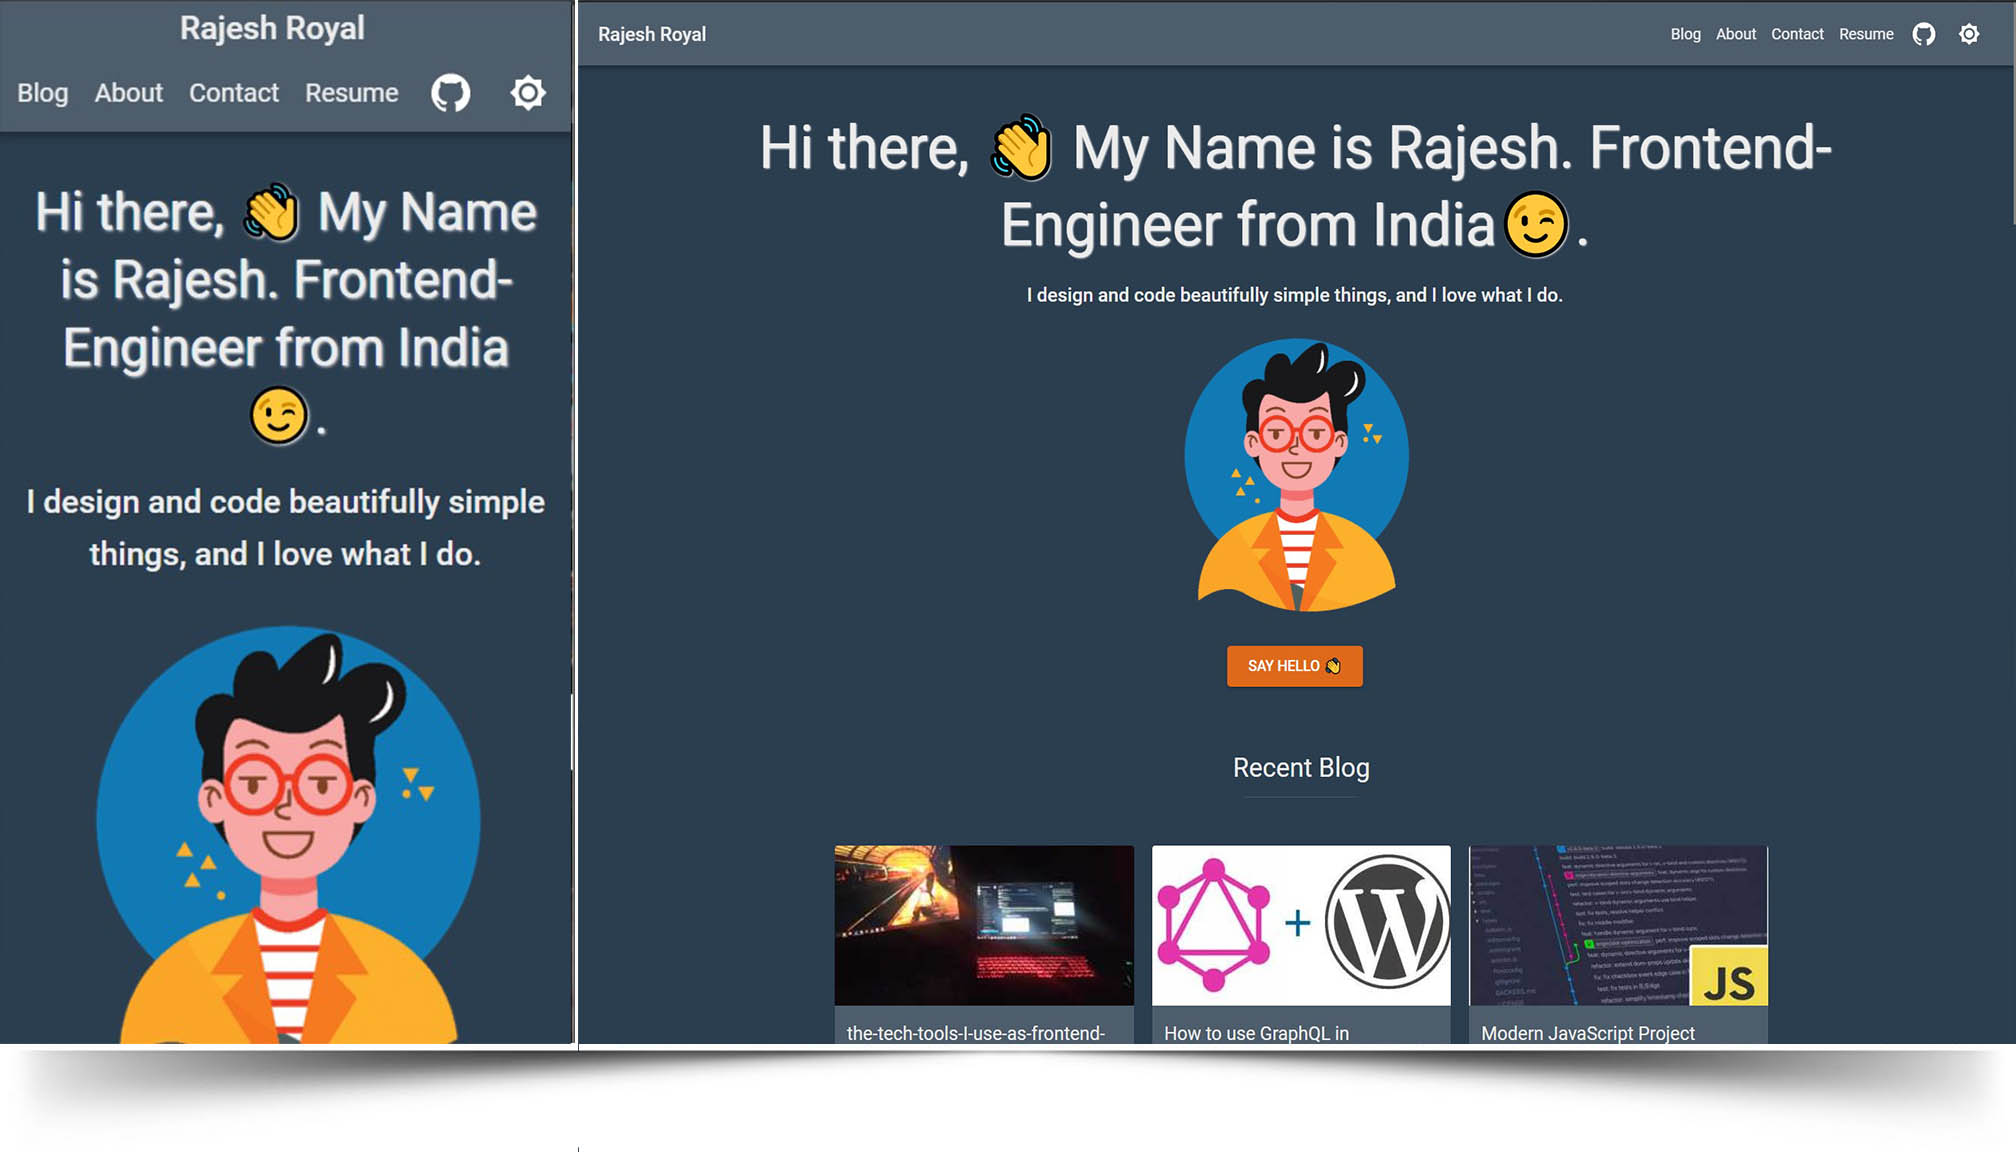 Rajesh Royal
Blog About Contact Resume
Hi there, 👋 My Name
is Rajesh. Frontend-
Engineer from India
😉.
I design and code beautifully simple
things, and I love what I do.
Rajesh Royal
Blog About Contact Resume
Hi there, 👋 My Name is Rajesh. Frontend-
Engineer from India😉.
I design and code beautifully simple things, and I love what I do.
SAY HELLO 👋
Recent Blog
JS
the-tech-tools-I-use-as-frontend-
How to use GraphQL in
Modern JavaScript Project